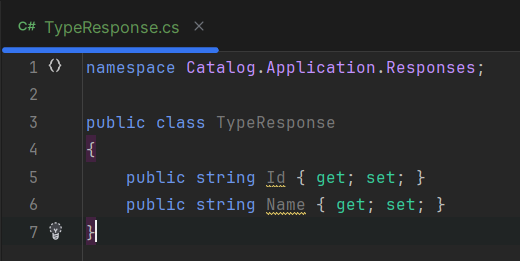 C# TypeResponse.cs ×
1 namespace Catalog.Application.Responses;
2
3 public class TypeResponse
4 {
5     public string Id { get; set; }
6     public string Name { get; set; }
7 }